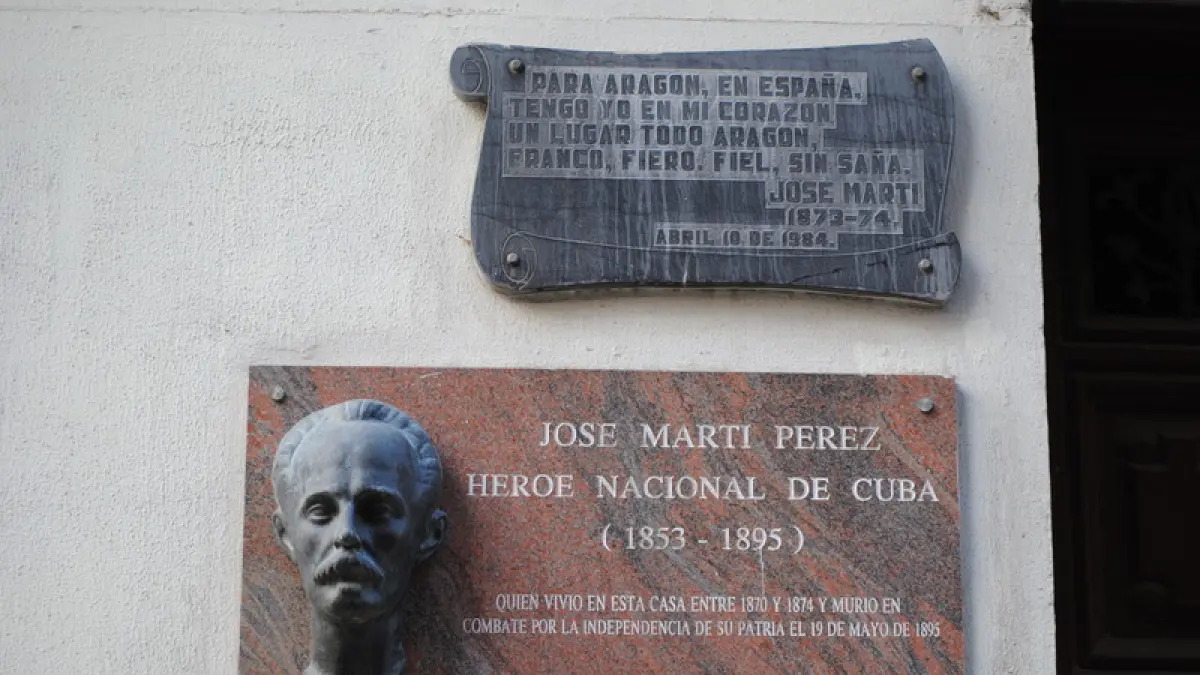 PARA ARAGON, EN ESPAÑA,
TENGO YO EN MI CORAZON
UN LUGAR TODO ARAGON,
FRANCO, FIERO, FIEL, SIN SAÑA.
JOSE MARTI
1873-74.
ABRIL 10 DE 1984.
JOSE MARTI PEREZ
HEROE NACIONAL DE CUBA
( 1853 - 1895 )
QUIEN VIVIO EN ESTA CASA ENTRE 1870 Y 1874 Y MURIO EN
COMBATE POR LA INDEPENDENCIA DE SU PATRIA EL 19 DE MAYO DE 1895